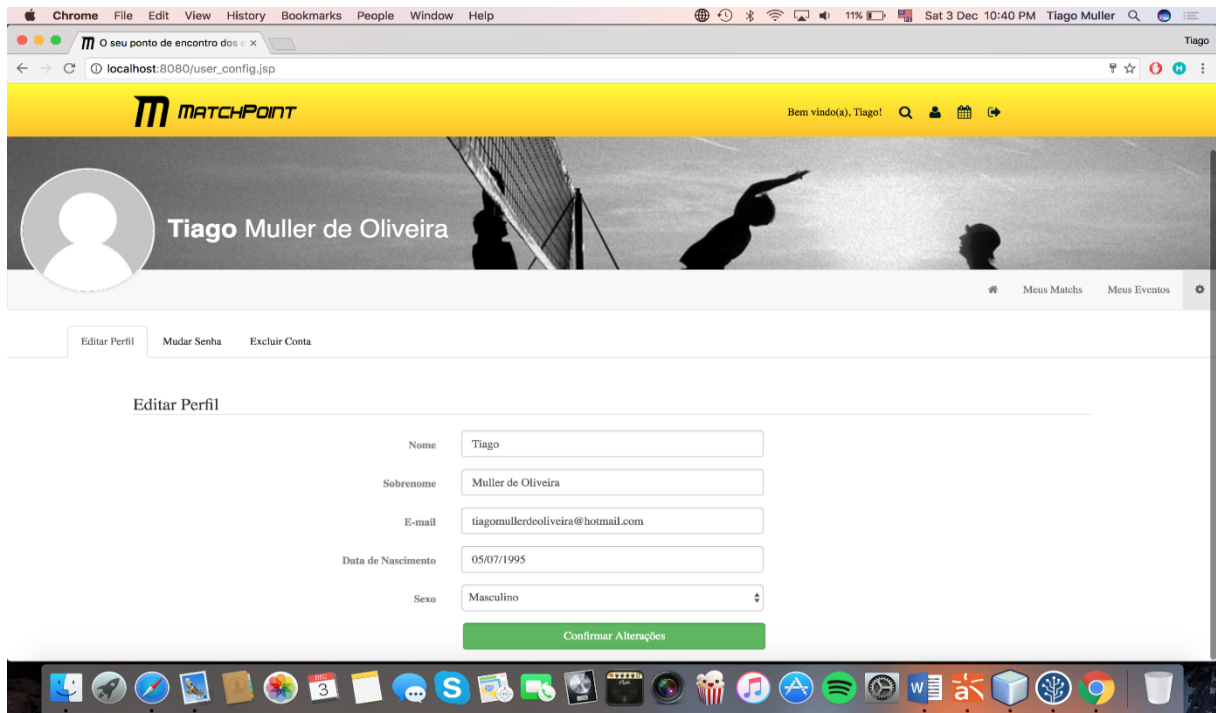 Chrome File Edit View History Bookmarks People Window Help 11% Sat 3 Dec 10:40 PM Tiago Muller
O seu ponto de encontro dos e Tiago
localhost:8080/user_config.jsp
MATCHPOINT Bem vindo(a), Tiago!
Tiago Muller de Oliveira
Meus Matchs Meus Eventos
Editar Perfil Mudar Senha Excluir Conta
Editar Perfil
Nome Tiago
Sobrenome Muller de Oliveira
E-mail tiagomullerdeoliveira@hotmail.com
Data de Nascimento 05/07/1995
Sexo Masculino
Confirmar Alterações
DEC
3